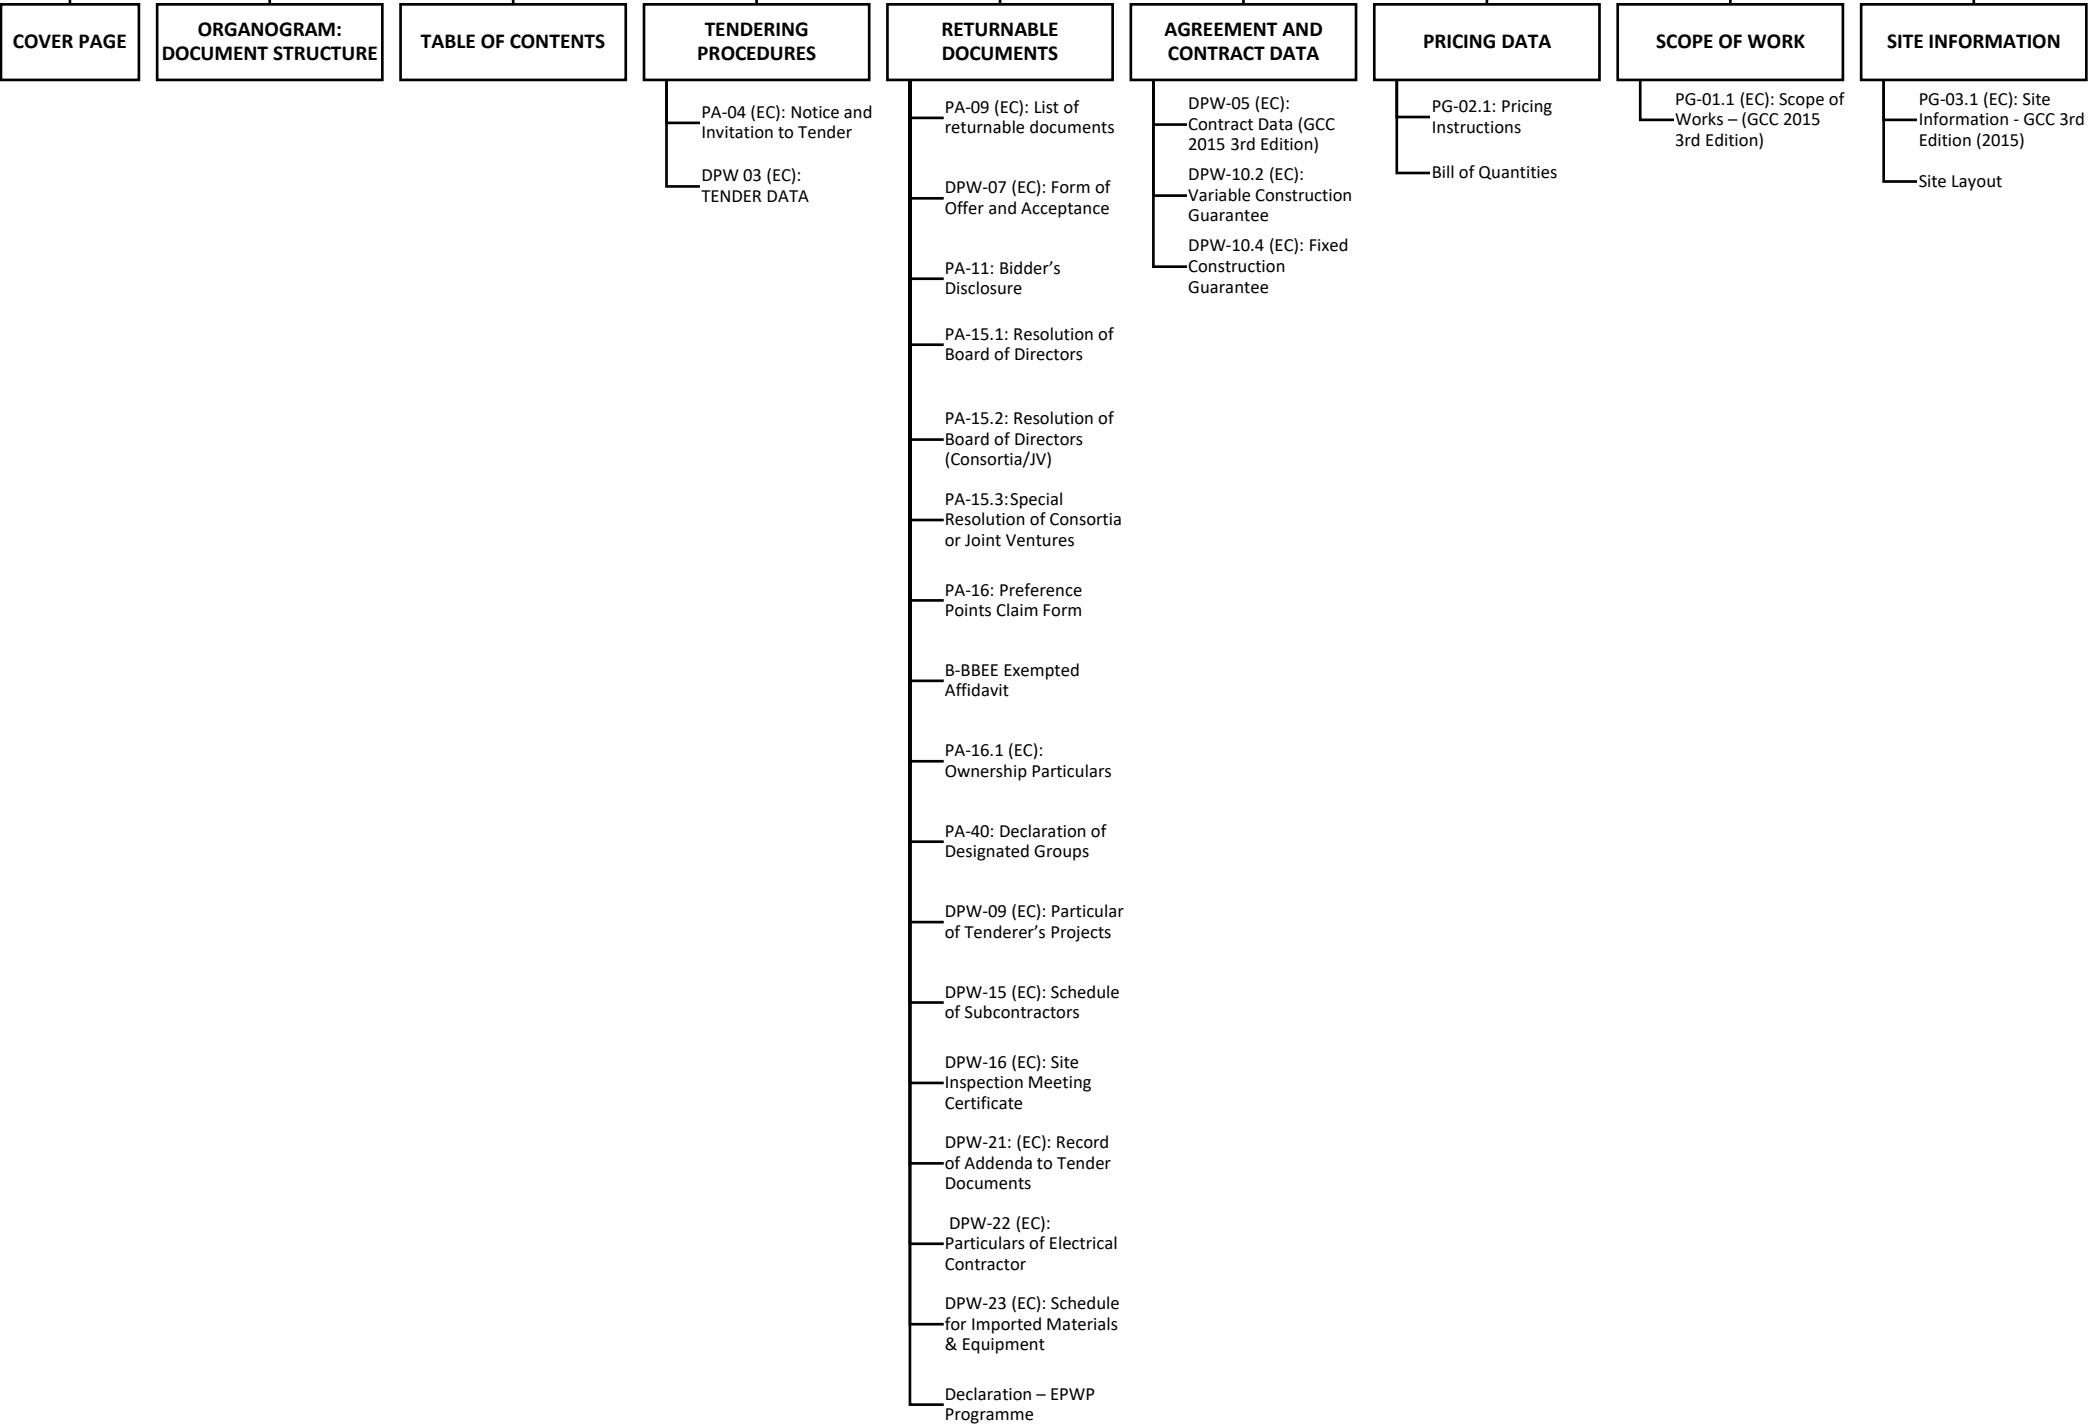 COVER PAGE
ORGANOGRAM:
DOCUMENT STRUCTURE
TABLE OF CONTENTS
TENDERING
PROCEDURES
PA-04 (EC): Notice and
Invitation to Tender
DPW 03 (EC):
TENDER DATA
RETURNABLE
DOCUMENTS
PA-09 (EC): List of
returnable documents
DPW-07 (EC): Form of
Offer and Acceptance
PA-11: Bidder’s
Disclosure
PA-15.1: Resolution of
Board of Directors
PA-15.2: Resolution of
Board of Directors
(Consortia/JV)
PA-15.3:Special
Resolution of Consortia
or Joint Ventures
PA-16: Preference
Points Claim Form
B-BBEE Exempted
Affidavit
PA-16.1 (EC):
Ownership Particulars
PA-40: Declaration of
Designated Groups
DPW-09 (EC): Particular
of Tenderer’s Projects
DPW-15 (EC): Schedule
of Subcontractors
DPW-16 (EC): Site
Inspection Meeting
Certificate
DPW-21: (EC): Record
of Addenda to Tender
Documents
DPW-22 (EC):
Particulars of Electrical
Contractor
DPW-23 (EC): Schedule
for Imported Materials
& Equipment
Declaration – EPWP
Programme
AGREEMENT AND
CONTRACT DATA
DPW-05 (EC):
Contract Data (GCC
2015 3rd Edition)
DPW-10.2 (EC):
Variable Construction
Guarantee
DPW-10.4 (EC): Fixed
Construction
Guarantee
PRICING DATA
PG-02.1: Pricing
Instructions
Bill of Quantities
SCOPE OF WORK
PG-01.1 (EC): Scope of
Works – (GCC 2015
3rd Edition)
SITE INFORMATION
PG-03.1 (EC): Site
Information - GCC 3rd
Edition (2015)
Site Layout